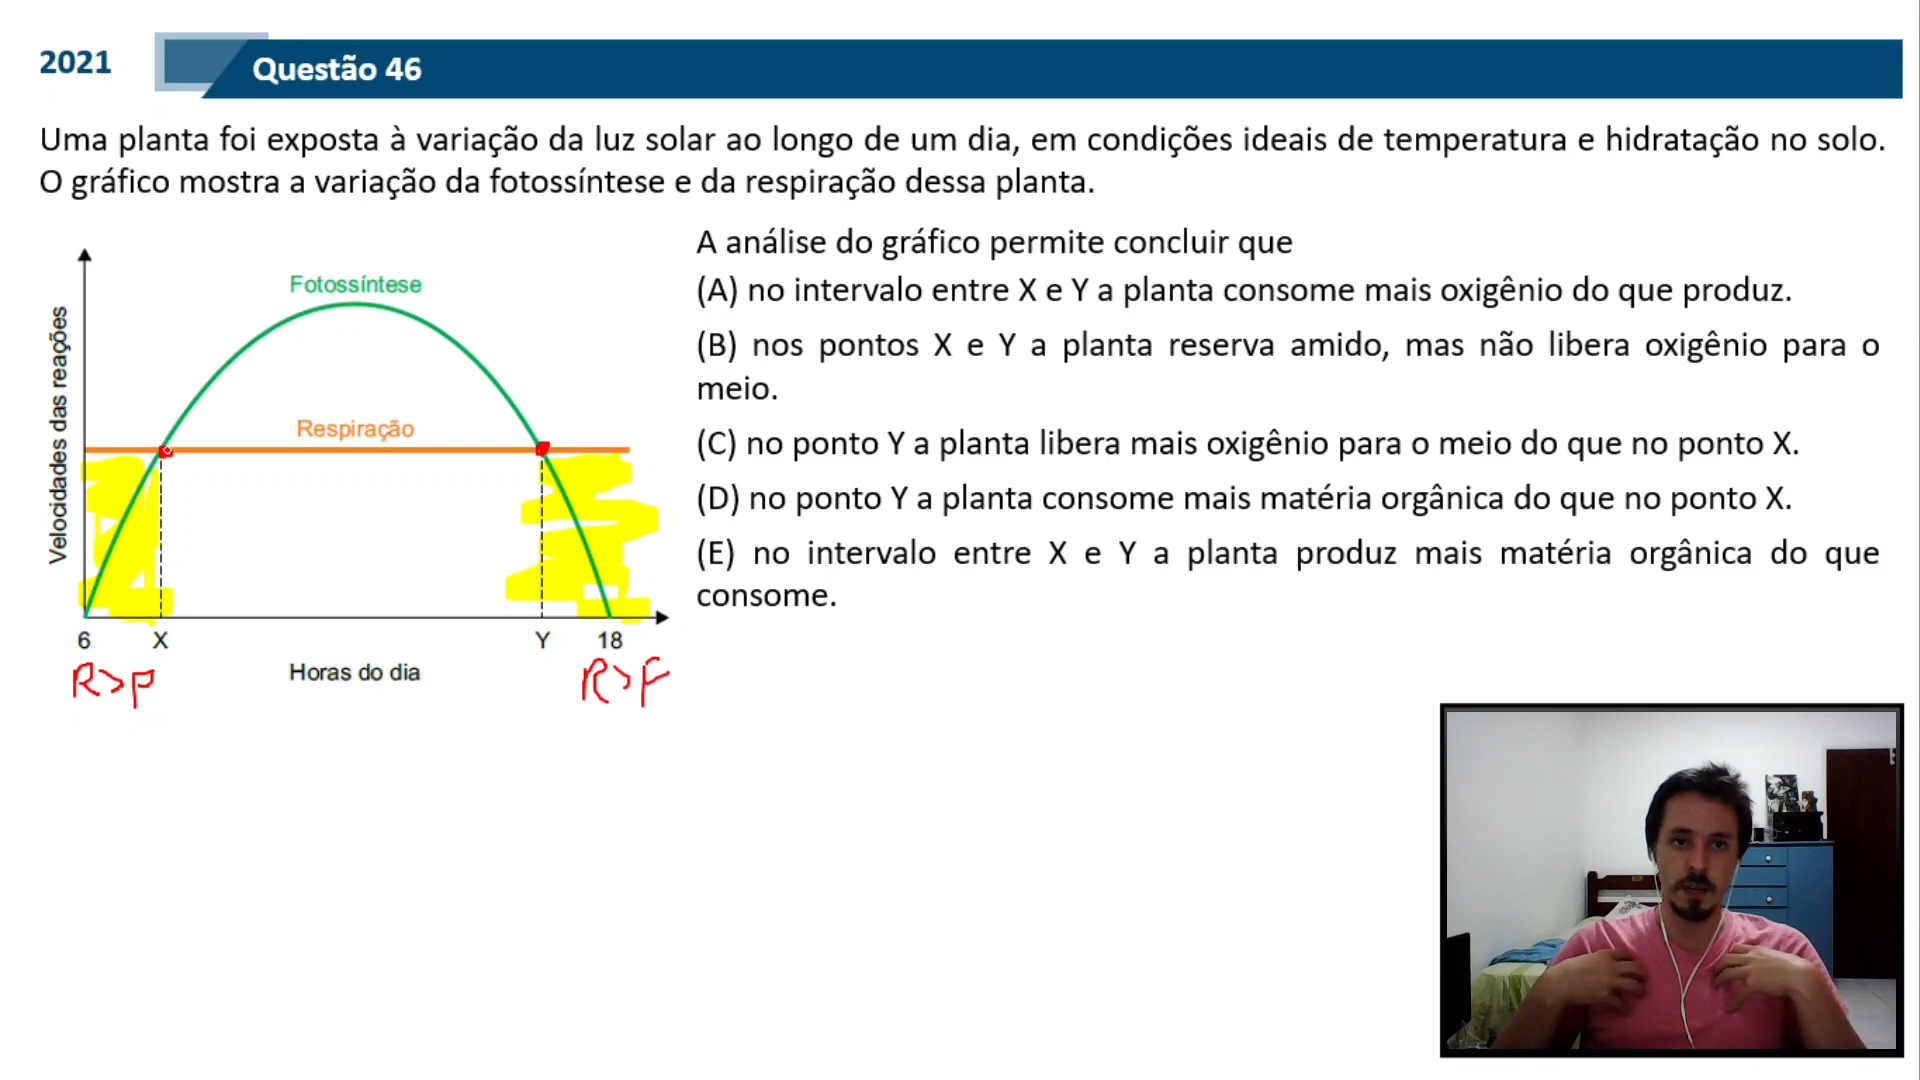 2021
Questão 46
Uma planta foi exposta à variação da luz solar ao longo de um dia, em condições ideais de temperatura e hidratação no solo.
O gráfico mostra a variação da fotossíntese e da respiração dessa planta.
A análise do gráfico permite concluir que
(A) no intervalo entre X e Y a planta consome mais oxigênio do que produz.
(B) nos pontos X e Y a planta reserva amido, mas não libera oxigênio para o
meio.
(C) no ponto Y a planta libera mais oxigênio para o meio do que no ponto X.
(D) no ponto Y a planta consome mais matéria orgânica do que no ponto X.
(E) no intervalo entre X e Y a planta produz mais matéria orgânica do que
consome.
Velocidades das reações
Fotossíntese
Respiração
6 X Y 18
Horas do dia
R>P R>F